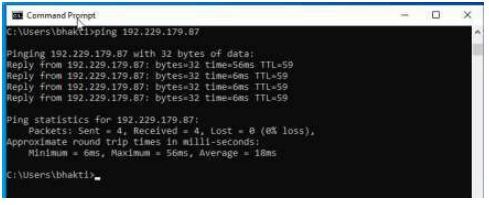 Command Prompt
C:\Users\bhakti>ping 192.229.179.87
Pinging 192.229.179.87 with 32 bytes of data:
Reply from 192.229.179.87: bytes=32 time=56ms TTL=59
Reply from 192.229.179.87: bytes=32 time=6ms TTL=59
Reply from 192.229.179.87: bytes=32 time=6ms TTL=59
Reply from 192.229.179.87: bytes=32 time=6ms TTL=59
Ping statistics for 192.229.179.87:
Packets: Sent = 4, Received = 4, Lost = 0 (0% loss),
Approximate round trip times in milli-seconds:
Minimum = 6ms, Maximum = 56ms, Average = 18ms
C:\Users\bhakti>